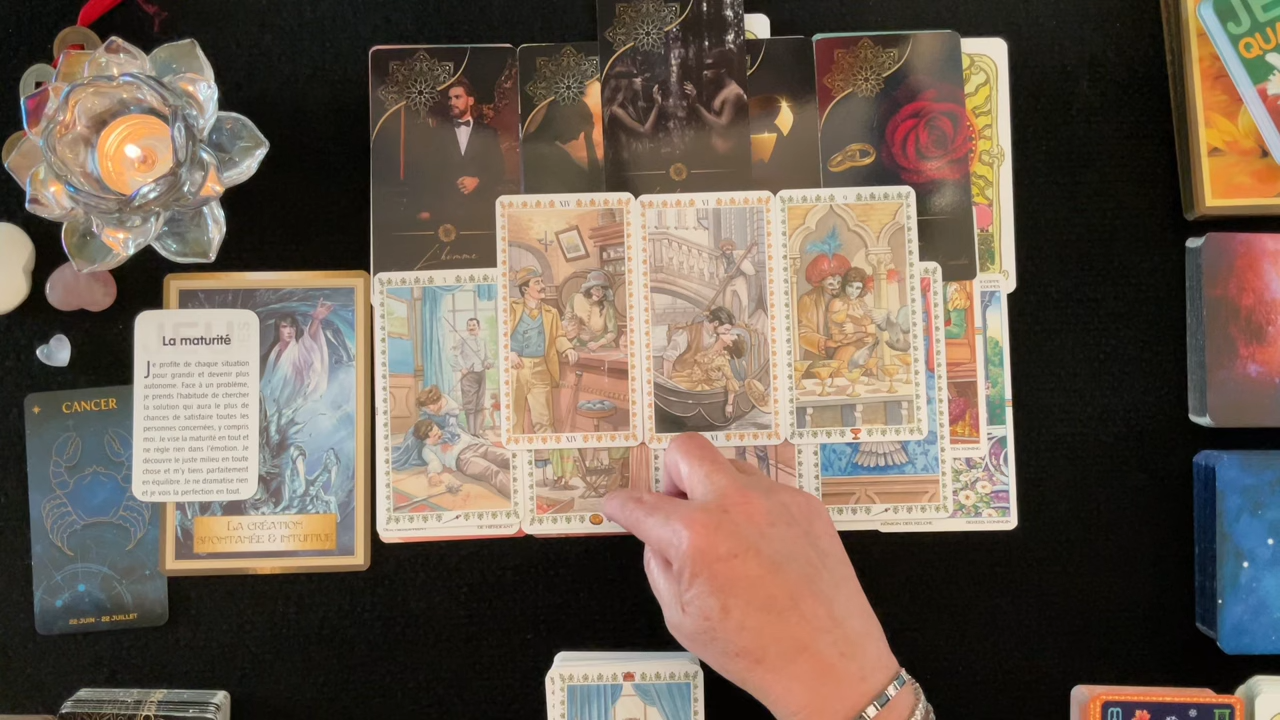 JEU
QUA
L'homme
XIV
VI
9
La maturité
Je profite de chaque situation
pour grandir et devenir plus
autonome. Face à un problème,
je prends l'habitude de chercher
la solution qui aura le plus de
chances de satisfaire toutes les
personnes concernées, y compris
moi. Je vise la maturité en tout et
ne règle rien dans l'émotion. Je
découvre le juste milieu en toute
chose et m'y tiens parfaitement
en équilibre. Je ne dramatise rien
et je vois la perfection en tout.
CANCER
22 JUIN - 22 JUILLET
LA CRÉATION
SPONTANÉE & INTUITIVE
XIV
VI